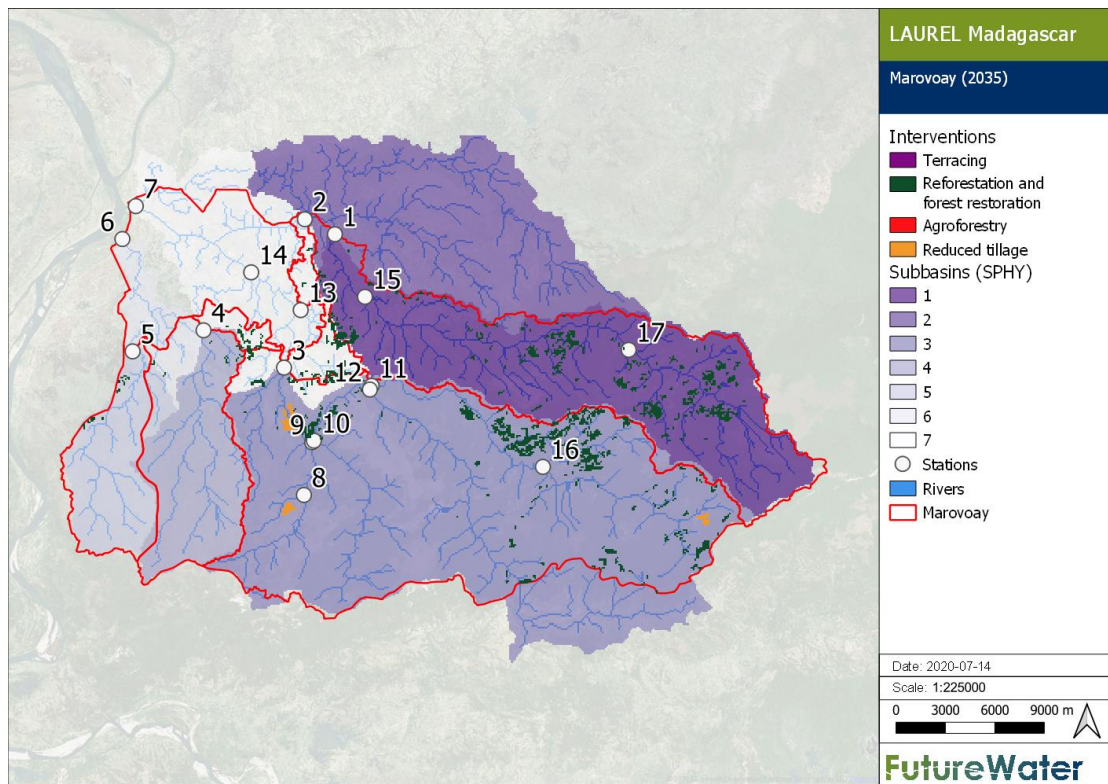 LAUREL Madagascar
Marovoay (2035)
Interventions
Terracing
Reforestation and
forest restoration
Agroforestry
Reduced tillage
Subbasins (SPHY)
1
2
3
4
5
6
7
Stations
Rivers
Marovoay
Date: 2020-07-14
Scale: 1:225000
0 3000 6000 9000 m
FutureWater
7
2
1
6
14
15
13
4
5
3
17
12
11
9
10
16
8